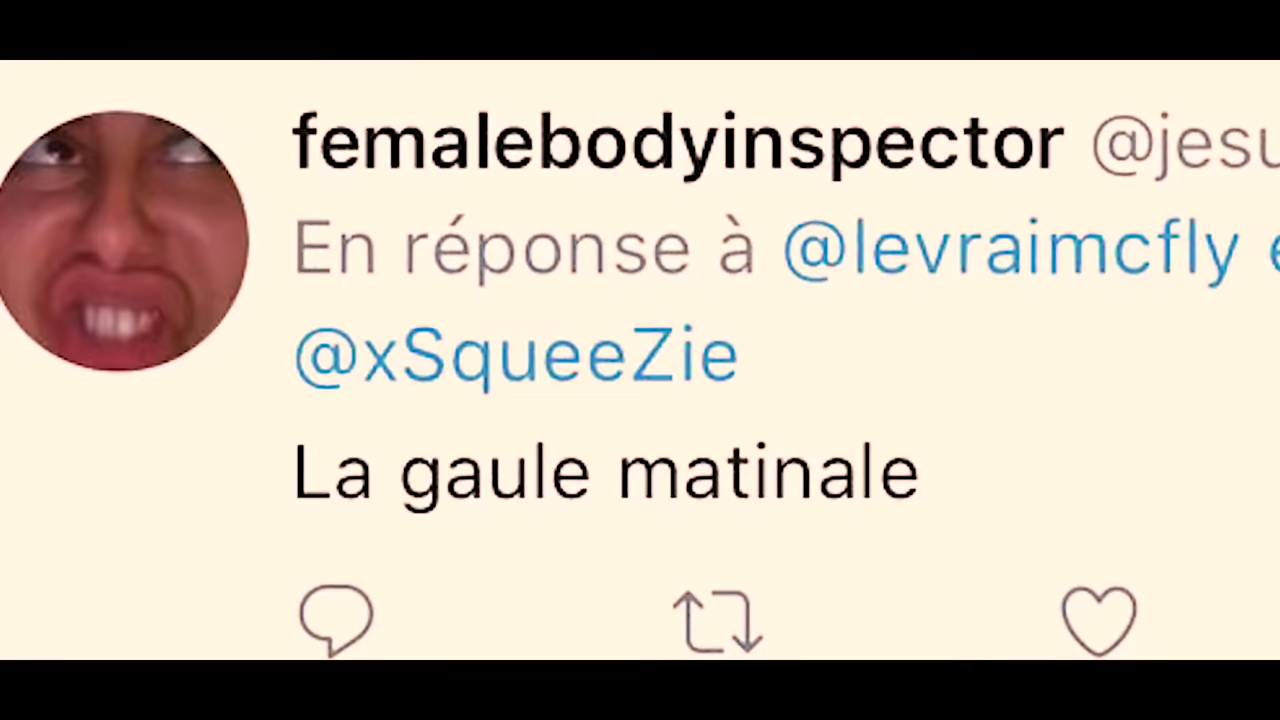 femalebodyinspector @jesu
En réponse à @levraimcfly e
@xSqueeZie
La gaule matinale